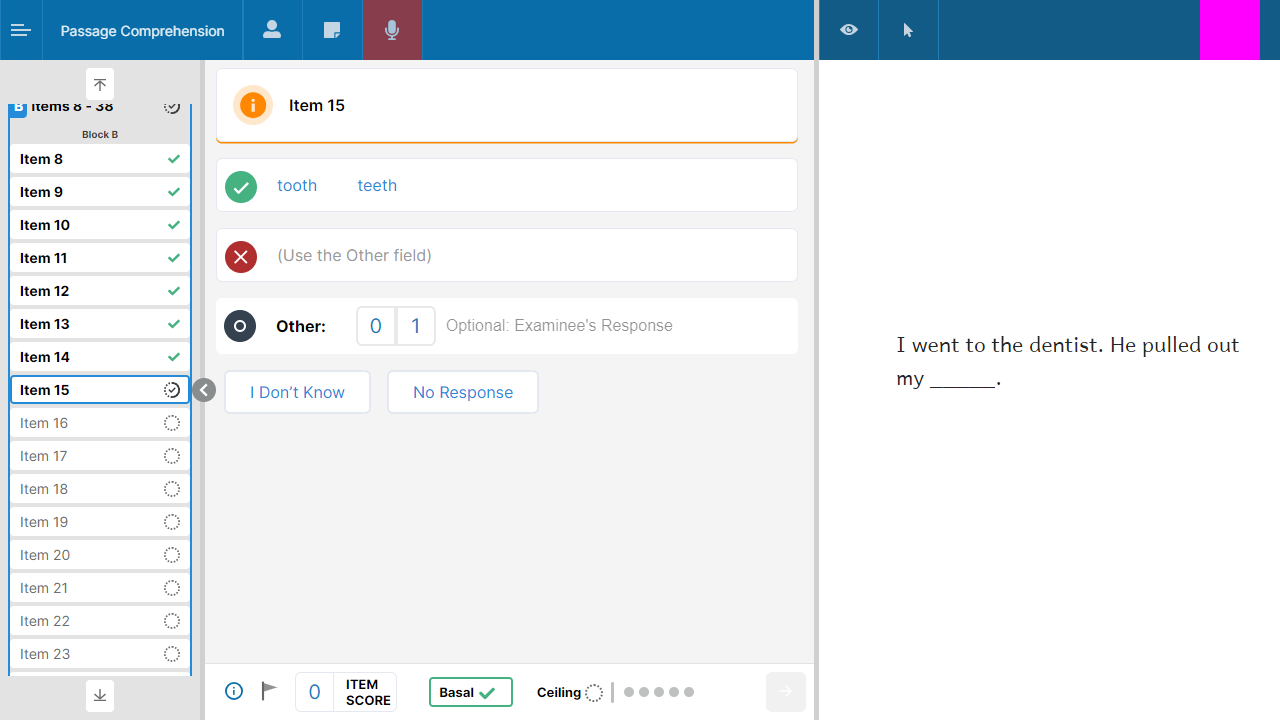 Passage Comprehension
B Items 8 - 38
Block B
Item 8
Item 9
Item 10
Item 11
Item 12
Item 13
Item 14
Item 15
Item 16
Item 17
Item 18
Item 19
Item 20
Item 21
Item 22
Item 23
Item 15
tooth teeth
(Use the Other field)
Other: 0 1 Optional: Examinee's Response
I Don’t Know No Response
0 ITEM SCORE Basal Ceiling
I went to the dentist. He pulled out
my ______.